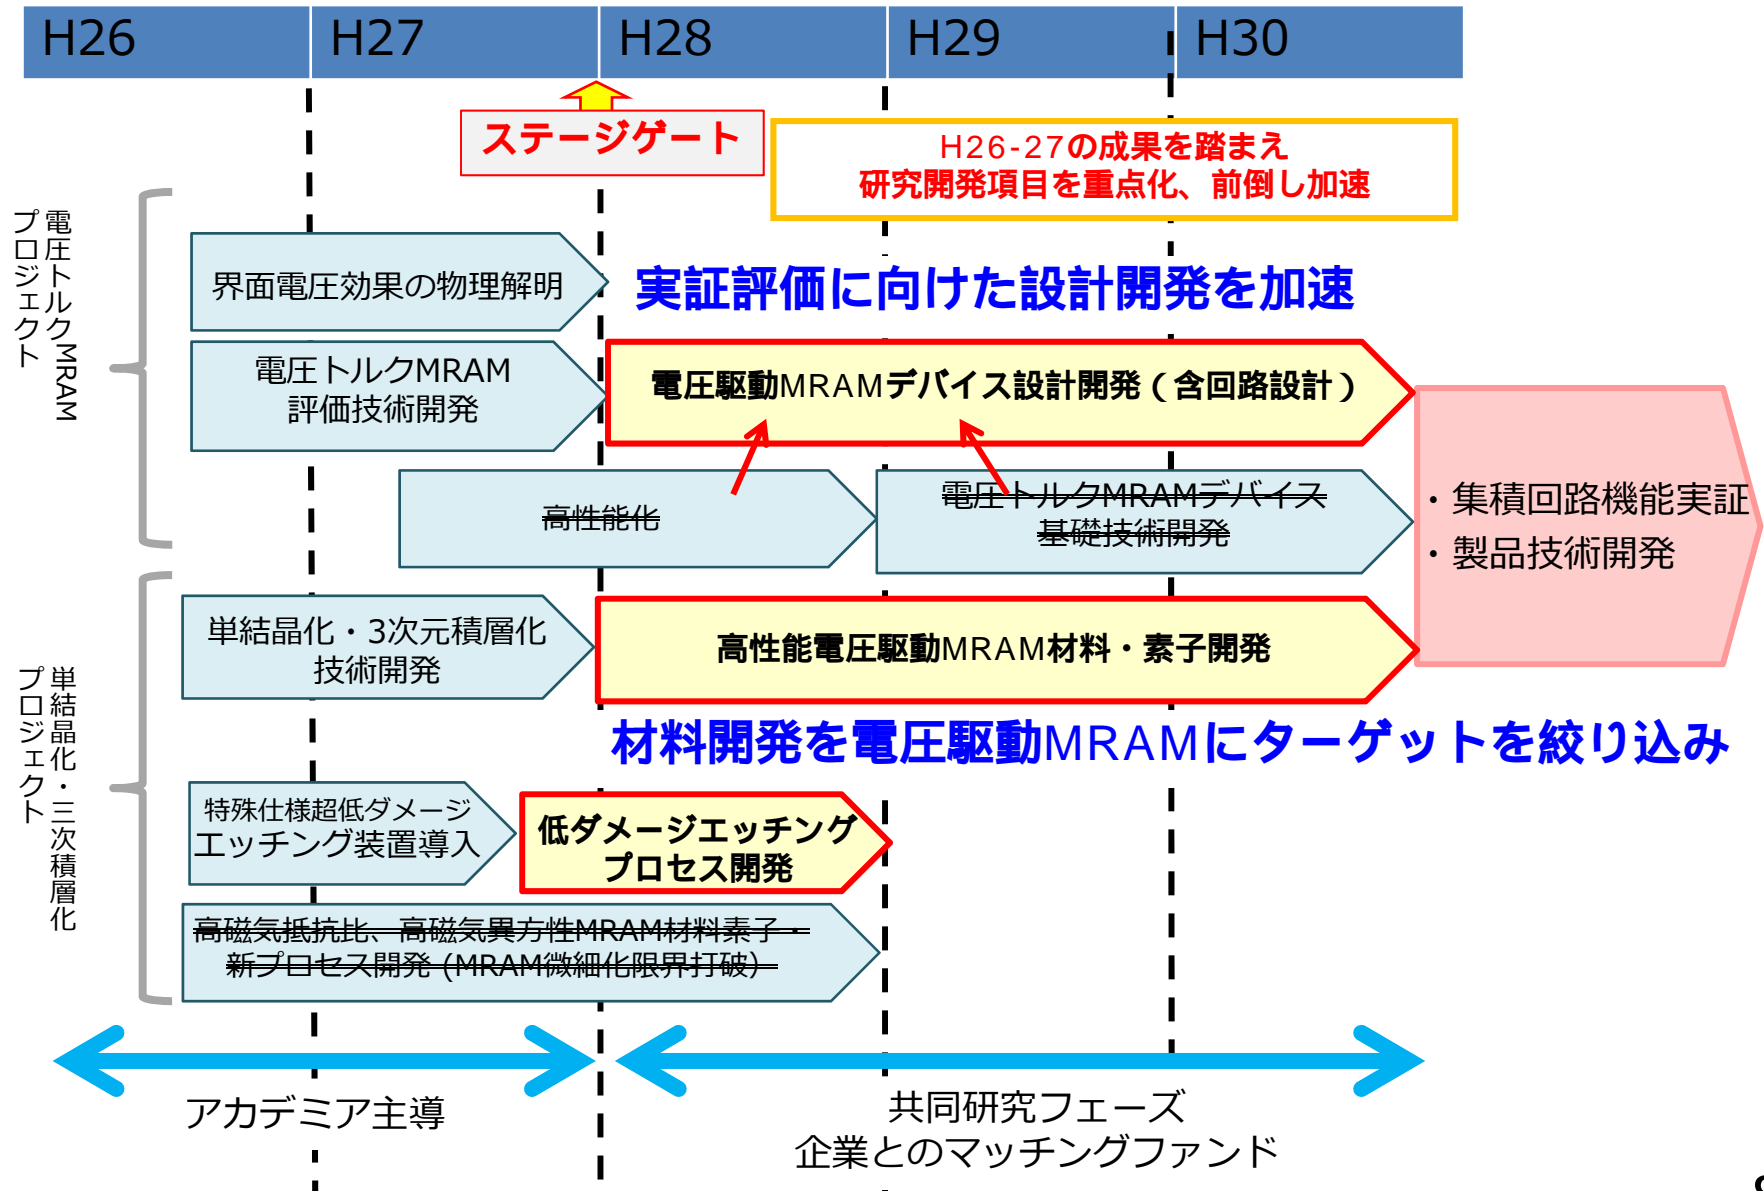 H26 H27 H28 H29 H30
ステージゲート
H26-27の成果を踏まえ
研究開発項目を重点化、前倒し加速
電圧トルクMRAM
プロジェクト
界面電圧効果の物理解明
実証評価に向けた設計開発を加速
電圧トルクMRAM
評価技術開発
電圧駆動MRAMデバイス設計開発（含回路設計）
高性能化
電圧トルクMRAMデバイス
基礎技術開発
・集積回路機能実証
・製品技術開発
単結晶化・三次積層化
プロジェクト
単結晶化・3次元積層化
技術開発
高性能電圧駆動MRAM材料・素子開発
材料開発を電圧駆動MRAMにターゲットを絞り込み
特殊仕様超低ダメージ
エッチング装置導入
低ダメージエッチング
プロセス開発
高磁気抵抗比、高磁気異方性MRAM材料素子・
新プロセス開発 (MRAM微細化限界打破）
アカデミア主導
共同研究フェーズ
企業とのマッチングファンド